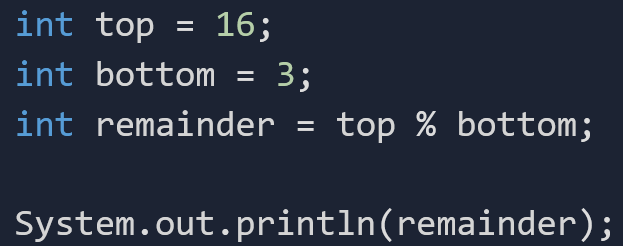 int top = 16;
int bottom = 3;
int remainder = top % bottom;
System.out.println(remainder);